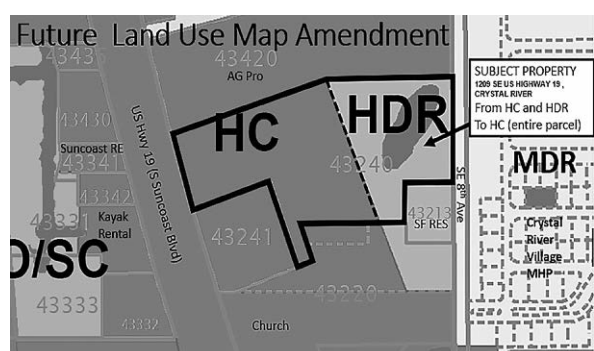 Future Land Use Map Amendment
43420
AG Pro
SUBJECT PROPERTY
1209 SE US HIGHWAY 19 ,
CRYSTAL RIVER
From HC and HDR
To HC (entire parcel)
HC
HDR
MDR
43430
Suncoast RE
43341
43342
43331
Kayak
Rental
US Hwy 19 (S Suncoast Blvd)
43240
SE 8th Ave
43213
SF RES
43241
Crystal
River
Village
MHP
O/SC
43333
43332
43220
Church